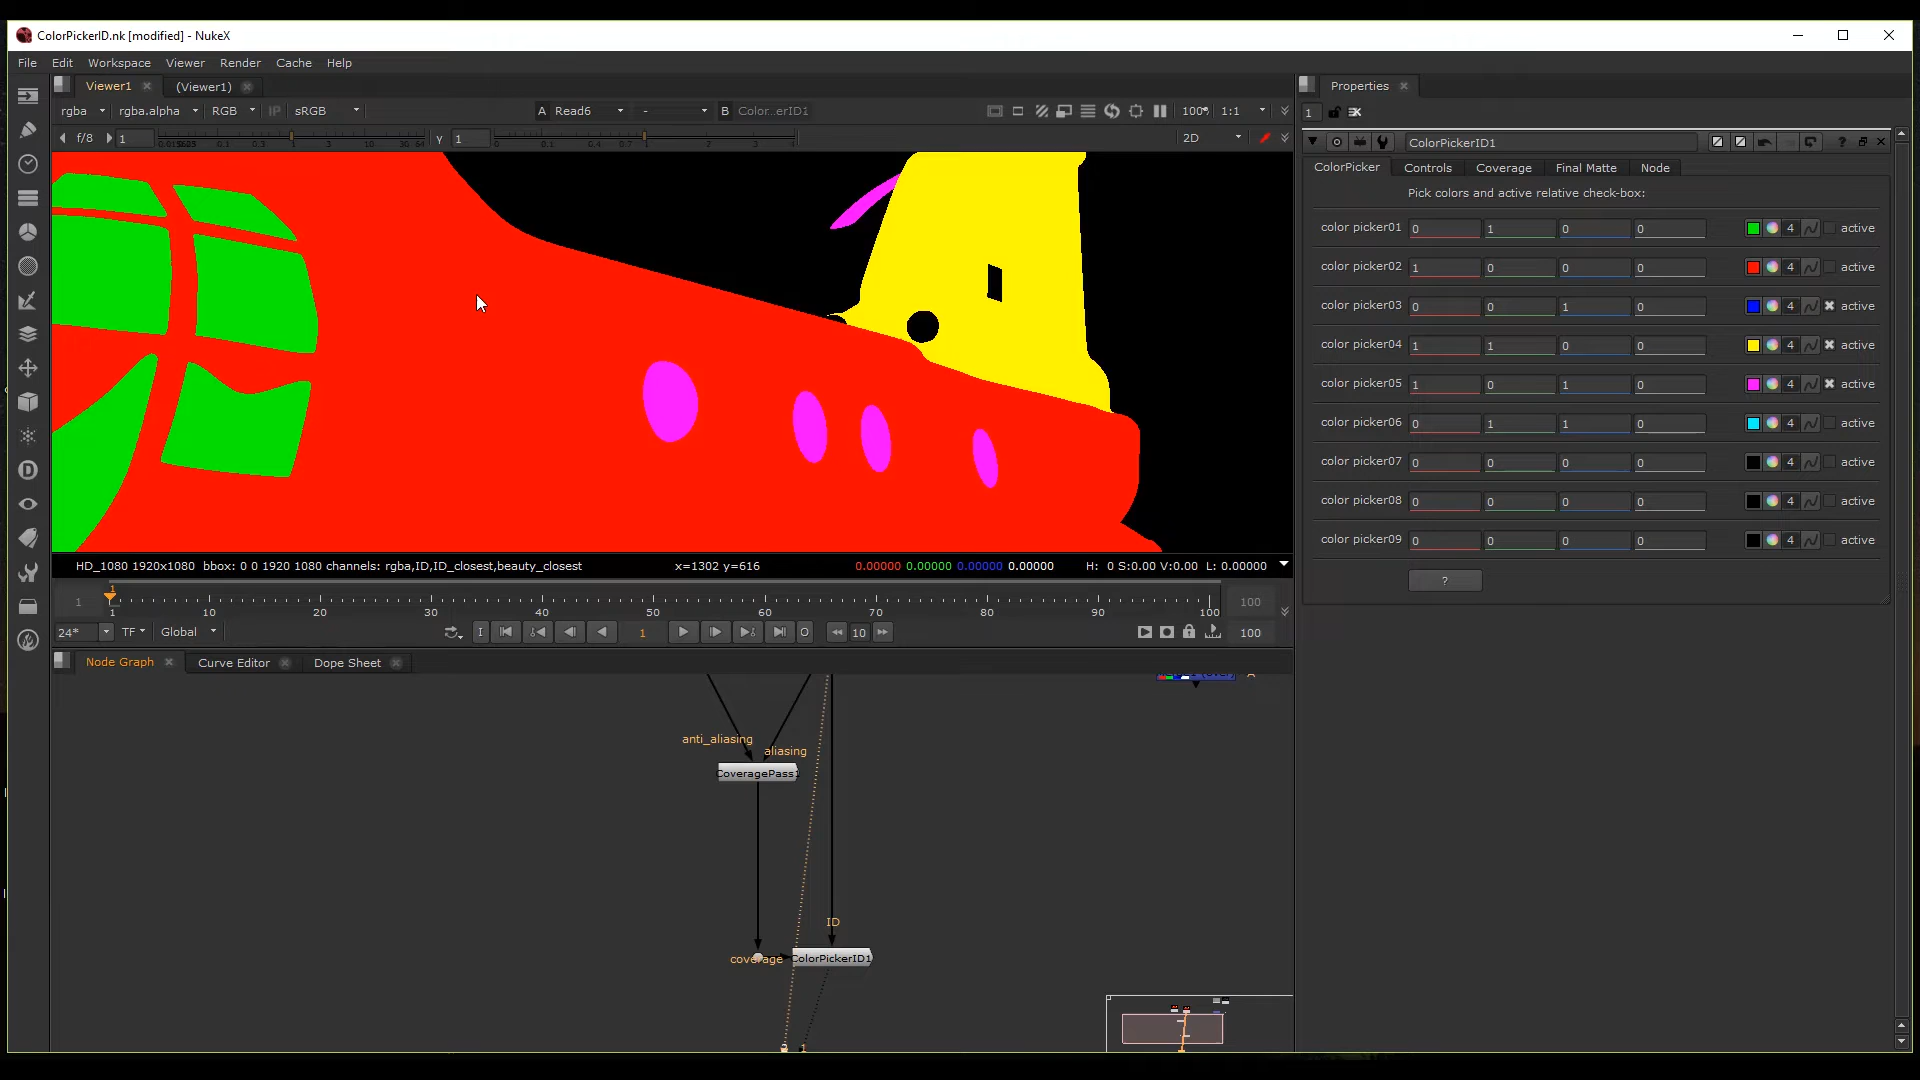 ColorPickerID.nk [modified] - NukeX
File Edit Workspace Viewer Render Cache Help
Viewer1 (Viewer1)
rgba rgba.alpha RGB IP sRGB A Read6 - B Color...erID1 100% 1:1
f/8 1 γ 1 2D
HD_1080 1920x1080 bbox: 0 0 1920 1080 channels: rgba,ID,ID_closest,beauty_closest x=1302 y=616 0.00000 0.00000 0.00000 0.00000 H: 0 S:0.00 V:0.00 L: 0.00000
1
1 1 100
1 10 20 30 40 50 60 70 80 90 100
24* TF Global I 1 O 10 100
Node Graph Curve Editor Dope Sheet
anti_aliasing
aliasing
CoveragePass1
ID
coverage ColorPickerID1
2 1
Properties
1
ColorPickerID1 ?
ColorPicker Controls Coverage Final Matte Node
Pick colors and active relative check-box:
color picker01 0 1 0 0 4 active
color picker02 1 0 0 0 4 active
color picker03 0 0 1 0 4 active
color picker04 1 1 0 0 4 active
color picker05 1 0 1 0 4 active
color picker06 0 1 1 0 4 active
color picker07 0 0 0 0 4 active
color picker08 0 0 0 0 4 active
color picker09 0 0 0 0 4 active
?